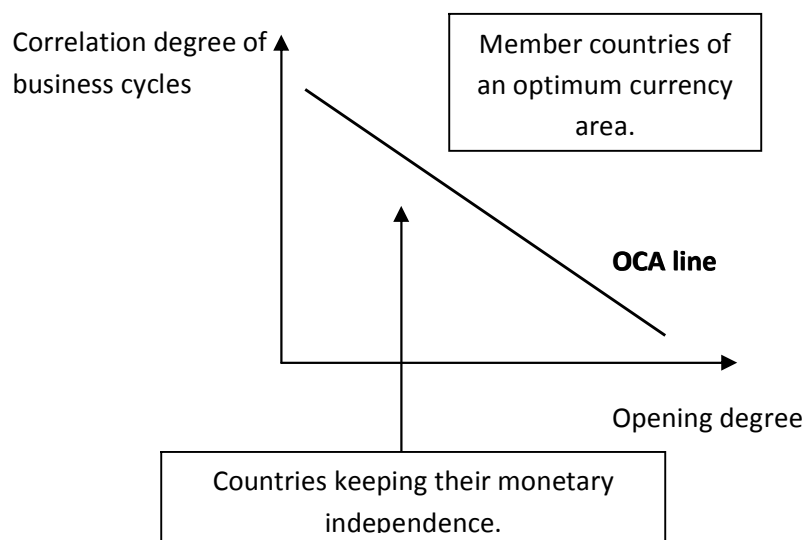 Correlation degree of
business cycles
Member countries of
an optimum currency
area.
OCA line
Opening degree
Countries keeping their monetary
independence.